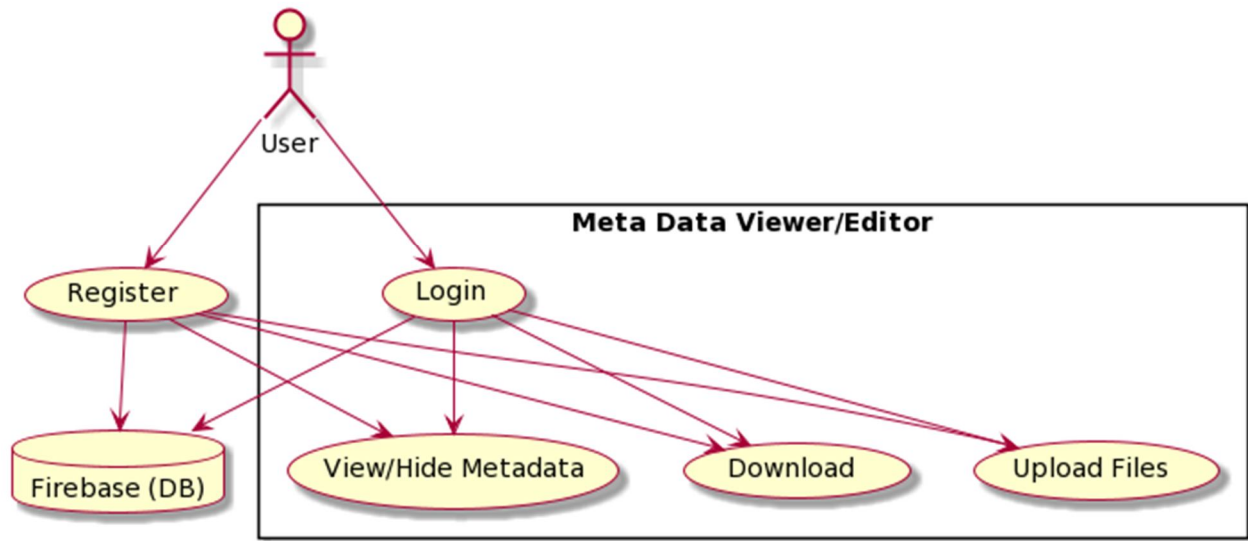 User
Meta Data Viewer/Editor
Register
Login
Firebase (DB)
View/Hide Metadata
Download
Upload Files